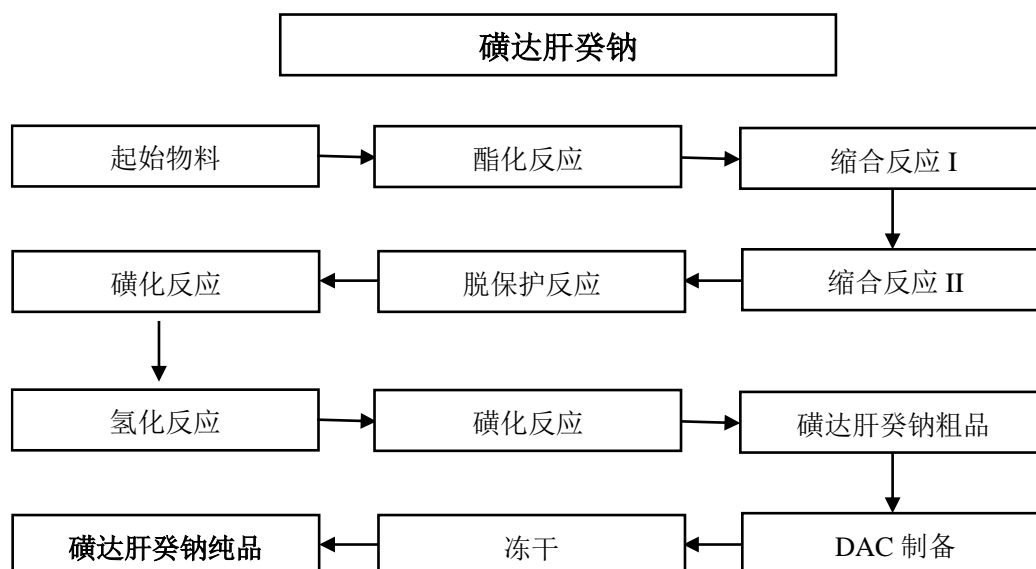 磺达肝癸钠
起始物料
酯化反应
缩合反应 I
缩合反应 II
脱保护反应
磺化反应
氢化反应
磺化反应
磺达肝癸钠粗品
DAC 制备
冻干
磺达肝癸钠纯品